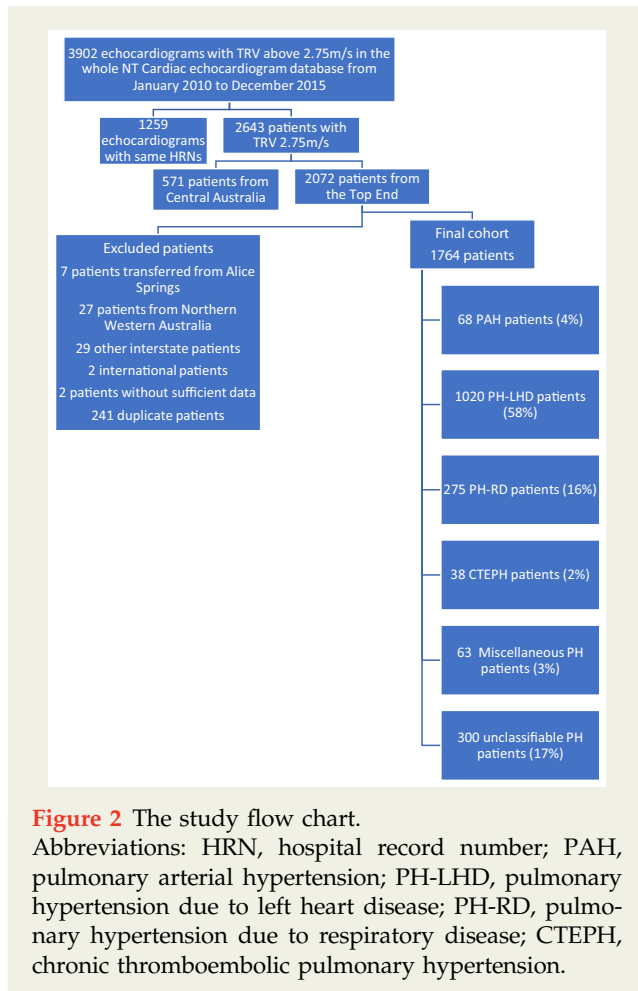 3902 echocardiograms with TRV above 2.75m/s in the
whole NT Cardiac echocardiogram database from
January 2010 to December 2015
1259
echocardiograms
with same HRNs
2643 patients with
TRV 2.75m/s
571 patients from
Central Australia
2072 patients from
the Top End
Excluded patients
7 patients transferred from Alice
Springs
27 patients from Northern
Western Australia
29 other interstate patients
2 international patients
2 patients without sufficient data
241 duplicate patients
Final cohort
1764 patients
68 PAH patients (4%)
1020 PH-LHD patients
(58%)
275 PH-RD patients (16%)
38 CTEPH patients (2%)
63 Miscellaneous PH
patients (3%)
300 unclassifiable PH
patients (17%)
Figure 2 The study flow chart.
Abbreviations: HRN, hospital record number; PAH,
pulmonary arterial hypertension; PH-LHD, pulmonary
hypertension due to left heart disease; PH-RD, pulmo-
nary hypertension due to respiratory disease; CTEPH,
chronic thromboembolic pulmonary hypertension.